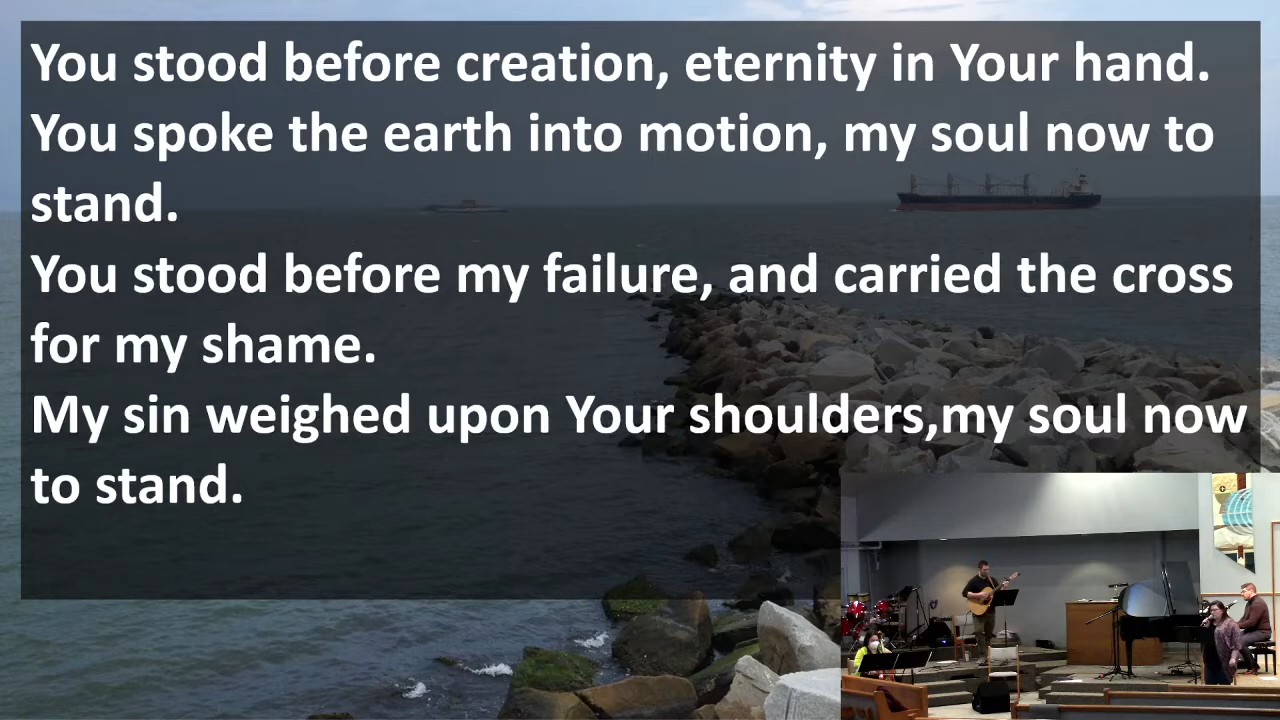 You stood before creation, eternity in Your hand.
You spoke the earth into motion, my soul now to
stand.
You stood before my failure, and carried the cross
for my shame.
My sin weighed upon Your shoulders,my soul now
to stand.